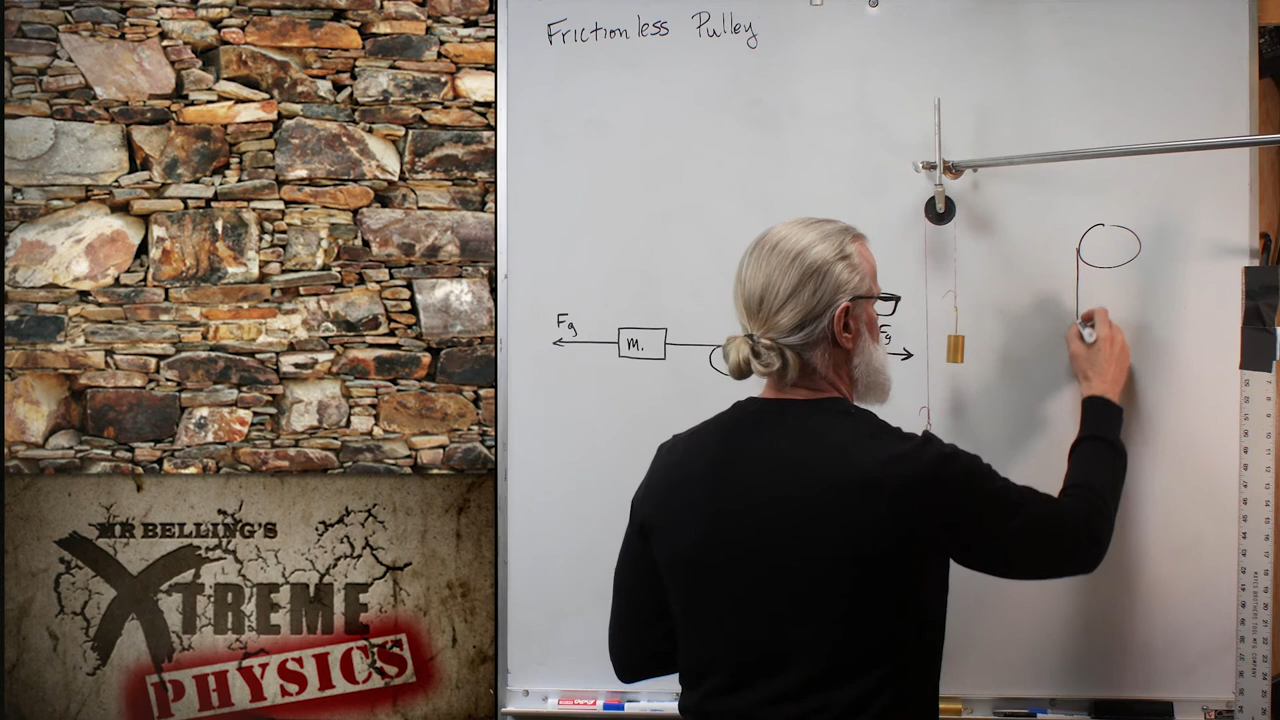 Frictionless Pulley
Fg
m.
Fg
MR BELLING'S
XTREME
PHYSICS